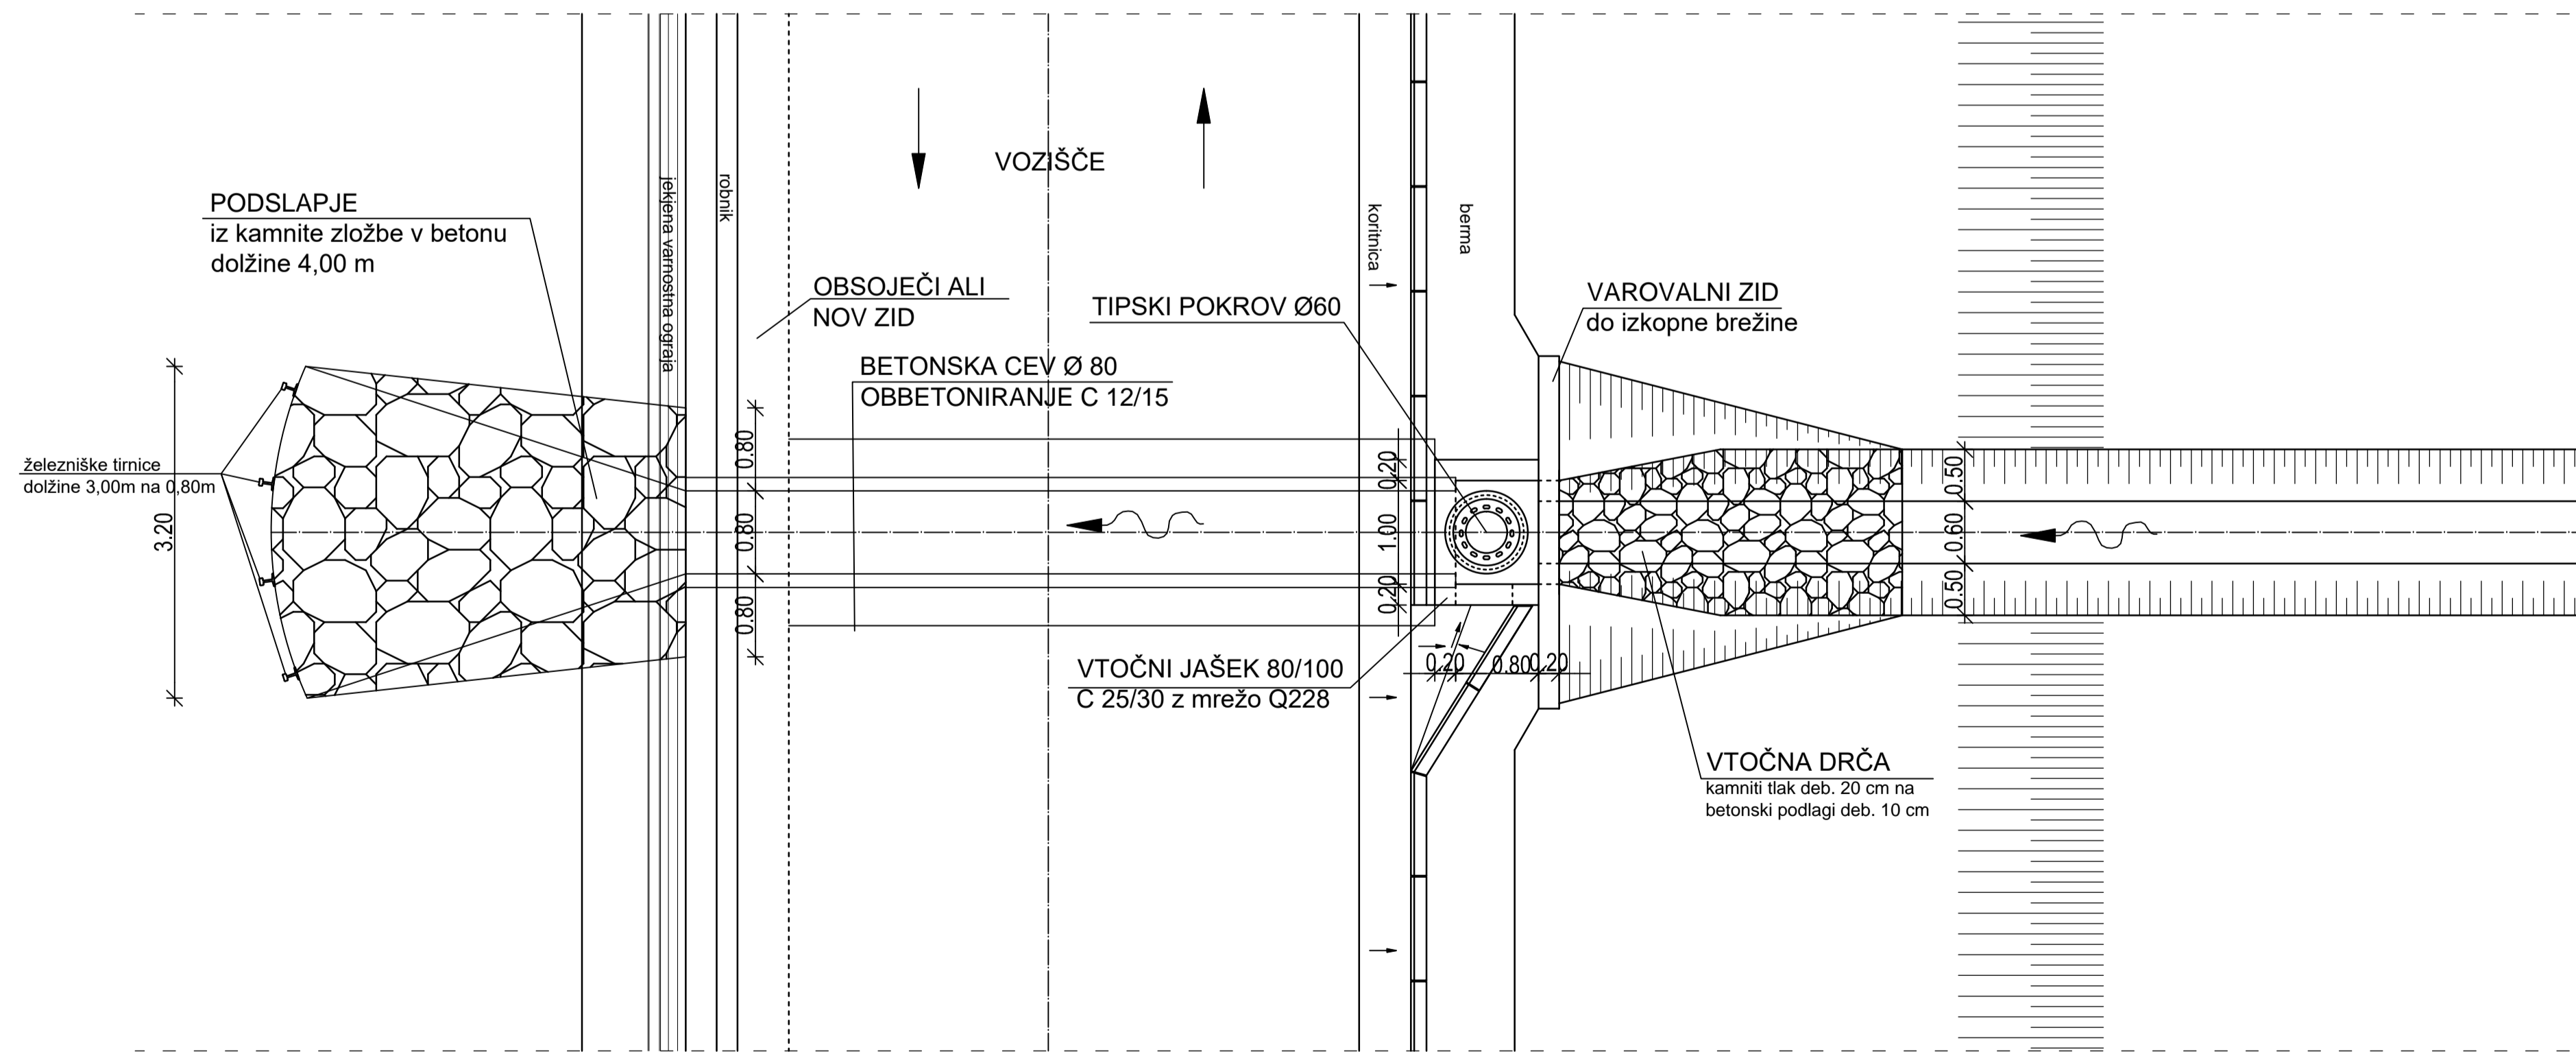 VOZIŠČE
PODSLAPJE
iz kamnite zložbe v betonu
dolžine 4,00 m
jekjena varnostna ograja
robnik
koritnica
berma
OBSOJEČI ALI
NOV ZID
TIPSKI POKROV Ø60
VAROVALNI ZID
do izkopne brežine
BETONSKA CEV Ø 80
OBBETONIRANJE C 12/15
železniške tirnice
dolžine 3,00m na 0,80m
3.20
0.80
0.80
0.80
0.20
1.00
0.20
0.50
0.60
0.50
0.20
0.80
0.20
VTOČNI JAŠEK 80/100
C 25/30 z mrežo Q228
VTOČNA DRČA
kamniti tlak deb. 20 cm na
betonski podlagi deb. 10 cm